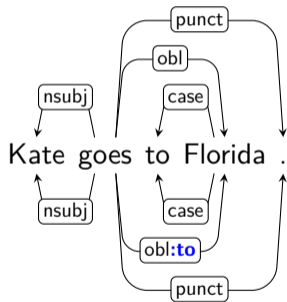 punct
obl
nsubj case
Kate goes to Florida .
nsubj case
obl:to
punct